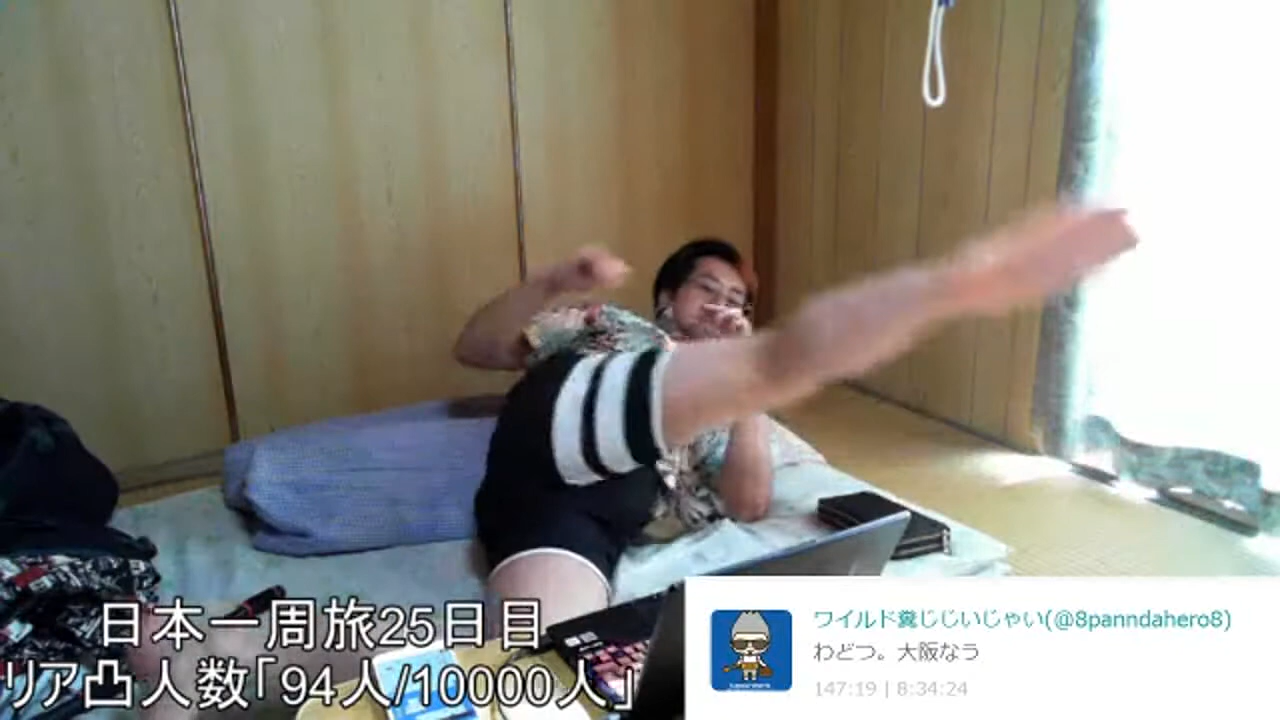 日本一周旅25日目
リア凸人数「94人/10000人」
ワイルド糞じじいじゃい(@8panndahero8)
わどつ。大阪なう
147:19 | 8:34:24